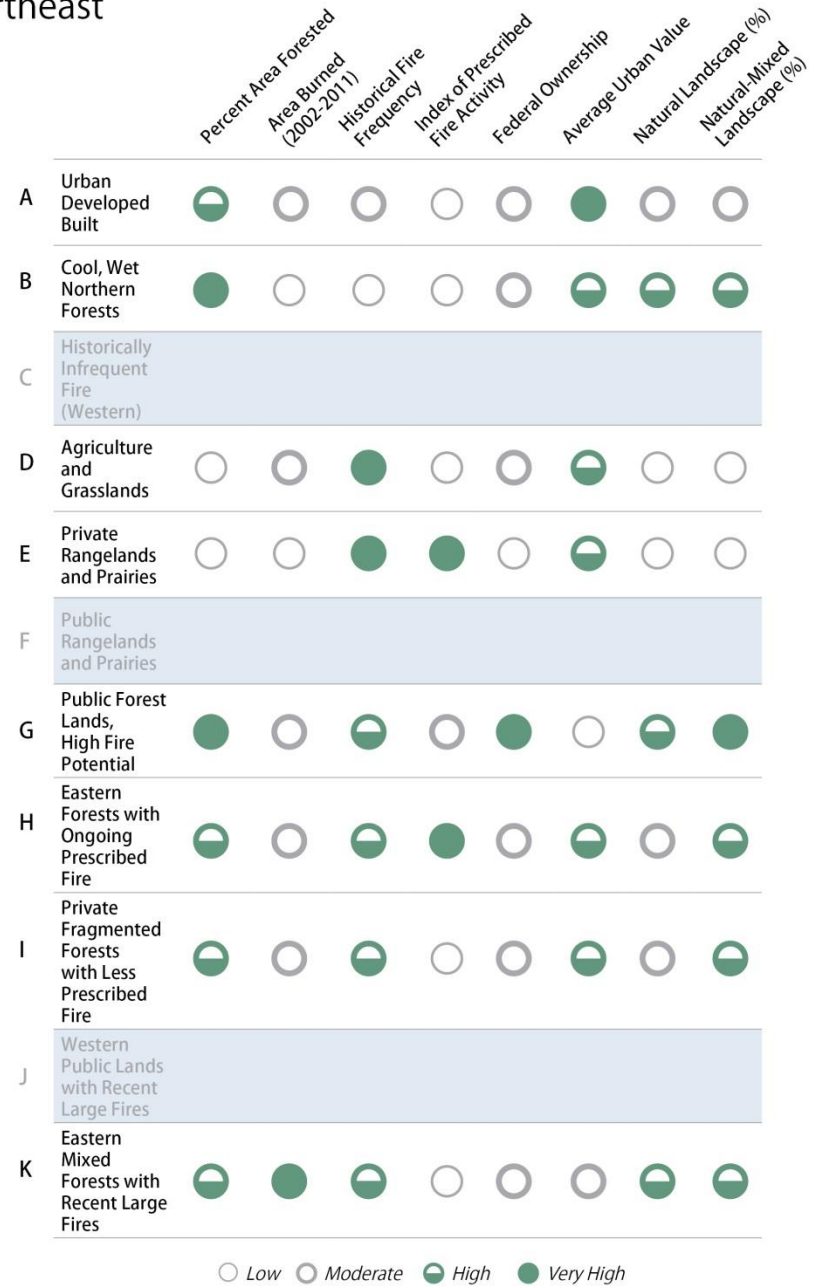 Percent Area Forested
Area Burned
(2002-2011)
Historical Fire
Frequency
Index of Prescribed
Fire Activity
Federal Ownership
Average Urban Value
Natural Landscape (%)
Natural-Mixed
Landscape (%)
A
Urban
Developed
Built
B
Cool, Wet
Northern
Forests
C
Historically
Infrequent
Fire
(Western)
D
Agriculture
and
Grasslands
E
Private
Rangelands
and Prairies
F
Public
Rangelands
and Prairies
G
Public Forest
Lands,
High Fire
Potential
H
Eastern
Forests with
Ongoing
Prescribed
Fire
I
Private
Fragmented
Forests
with Less
Prescribed
Fire
J
Western
Public Lands
with Recent
Large Fires
K
Eastern
Mixed
Forests with
Recent Large
Fires
Low Moderate High Very High